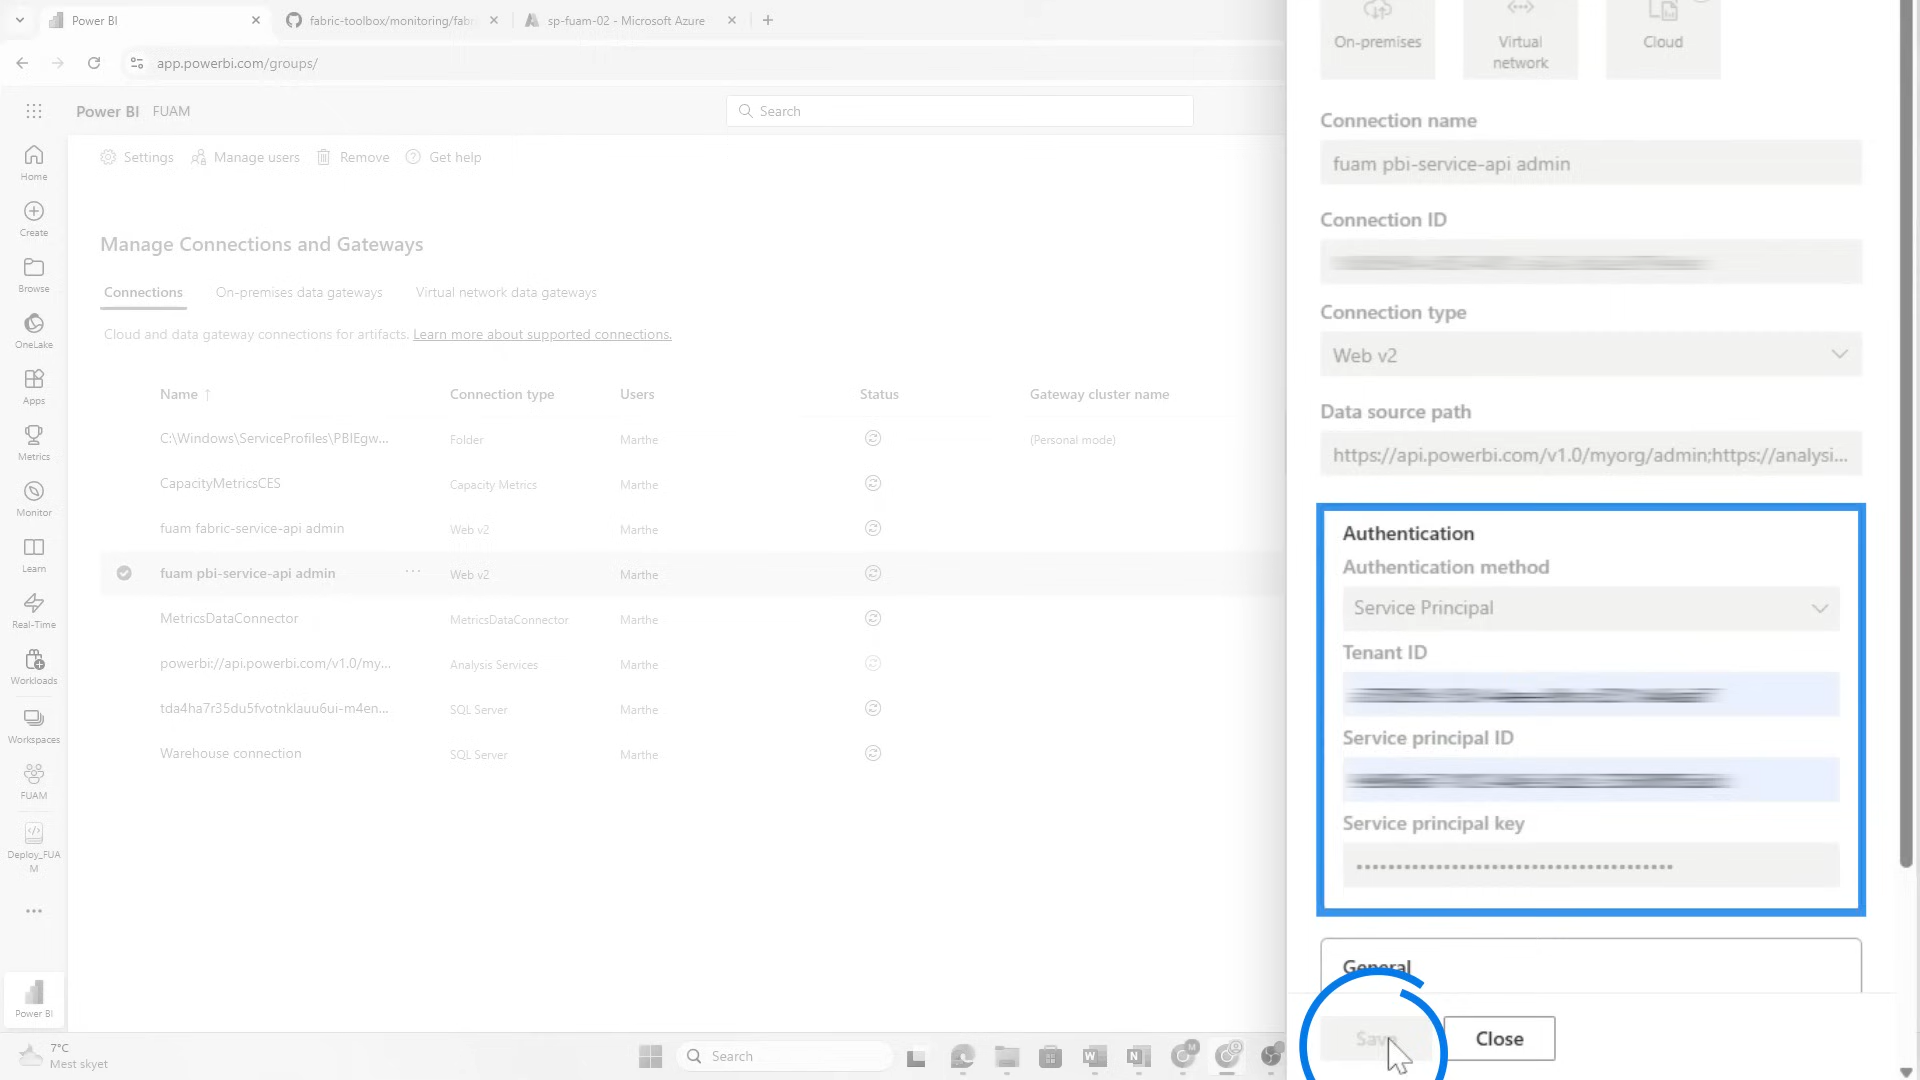 Power BI
fabric-toolbox/monitoring/fab
sp-fuam-02 - Microsoft Azure
app.powerbi.com/groups/
Power BI FUAM
Search
Settings Manage users Remove Get help
Manage Connections and Gateways
Connections On-premises data gateways Virtual network data gateways
Cloud and data gateway connections for artifacts. Learn more about supported connections.
Name ↑ Connection type Users Status Gateway cluster name
C:\Windows\ServiceProfiles\PBIEgw... Folder Marthe (Personal mode)
CapacityMetricsCES Capacity Metrics Marthe
fuam fabric-service-api admin Web v2 Marthe
fuam pbi-service-api admin ... Web v2 Marthe
MetricsDataConnector MetricsDataConnector Marthe
powerbi://api.powerbi.com/v1.0/my... Analysis Services Marthe
tda4ha7r35du5fvotnklauu6ui-m4en... SQL Server Marthe
Warehouse connection SQL Server Marthe
Home
Create
Browse
OneLake
Apps
Metrics
Monitor
Learn
Real-Time
Workloads
Workspaces
FUAM
Deploy_FUA
M
Power BI
On-premises
Virtual
network
Cloud
Connection name
fuam pbi-service-api admin
Connection ID
Connection type
Web v2
Data source path
https://api.powerbi.com/v1.0/myorg/admin;https://analysi...
Authentication
Authentication method
Service Principal
Tenant ID
Service principal ID
Service principal key
General
Save Close
7°C
Mest skyet
Search